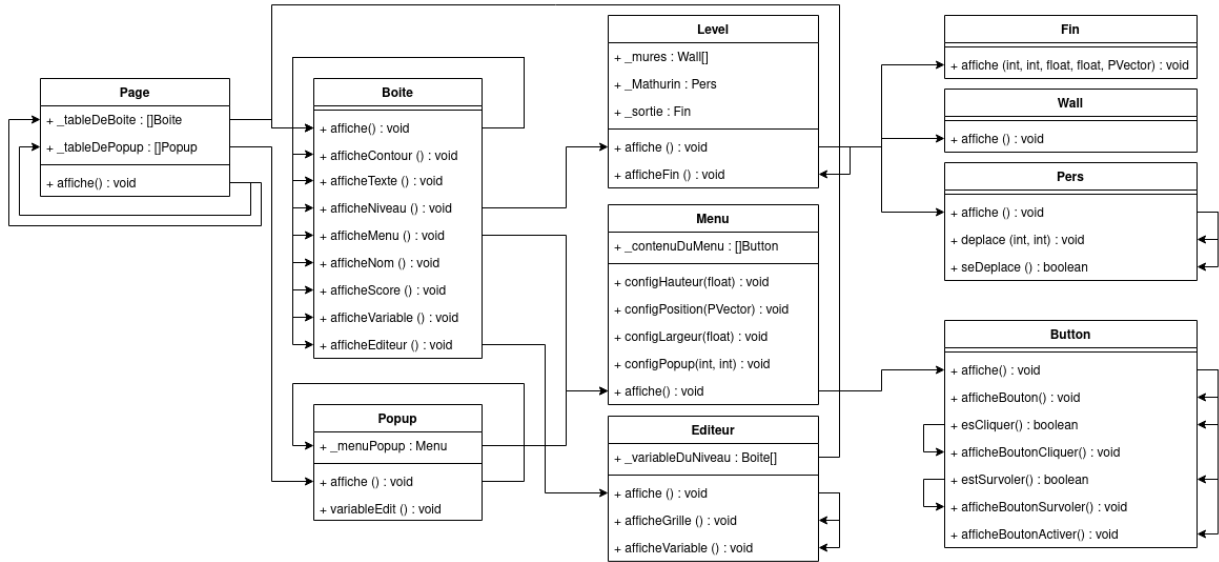 Page
+ _tableDeBoite : []Boite
+ _tableDePopup : []Popup
+ affiche() : void
Boite
+ affiche() : void
+ afficheContour () : void
+ afficheTexte () : void
+ afficheNiveau () : void
+ afficheMenu () : void
+ afficheNom () : void
+ afficheScore () : void
+ afficheVariable () : void
+ afficheEditeur () : void
Popup
+ _menuPopup : Menu
+ affiche () : void
+ variableEdit () : void
Level
+ _mures : Wall[]
+ _Mathurin : Pers
+ _sortie : Fin
+ affiche () : void
+ afficheFin () : void
Menu
+ _contenuDuMenu : []Button
+ configHauteur(float) : void
+ configPosition(PVector) : void
+ configLargeur(float) : void
+ configPopup(int, int) : void
+ affiche() : void
Editeur
+ _variableDuNiveau : Boite[]
+ affiche () : void
+ afficheGrille () : void
+ afficheVariable () : void
Fin
+ affiche (int, int, float, float, PVector) : void
Wall
+ affiche () : void
Pers
+ affiche () : void
+ deplace (int, int) : void
+ seDeplace () : boolean
Button
+ affiche() : void
+ afficheBouton() : void
+ esCliquer() : boolean
+ afficheBoutonCliquer() : void
+ estSurvoler() : boolean
+ afficheBoutonSurvoler() : void
+ afficheBoutonActiver() : void